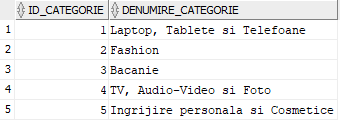 ID_CATEGORIE DENUMIRE_CATEGORIE
1 1 Laptop, Tablete si Telefoane
2 2 Fashion
3 3 Bacanie
4 4 TV, Audio-Video si Foto
5 5 Ingrijire personala si Cosmetice